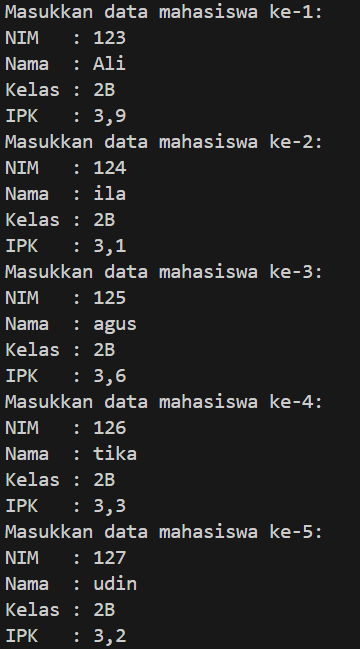 Masukkan data mahasiswa ke-1:
NIM   : 123
Nama  : Ali
Kelas : 2B
IPK   : 3,9
Masukkan data mahasiswa ke-2:
NIM   : 124
Nama  : ila
Kelas : 2B
IPK   : 3,1
Masukkan data mahasiswa ke-3:
NIM   : 125
Nama  : agus
Kelas : 2B
IPK   : 3,6
Masukkan data mahasiswa ke-4:
NIM   : 126
Nama  : tika
Kelas : 2B
IPK   : 3,3
Masukkan data mahasiswa ke-5:
NIM   : 127
Nama  : udin
Kelas : 2B
IPK   : 3,2